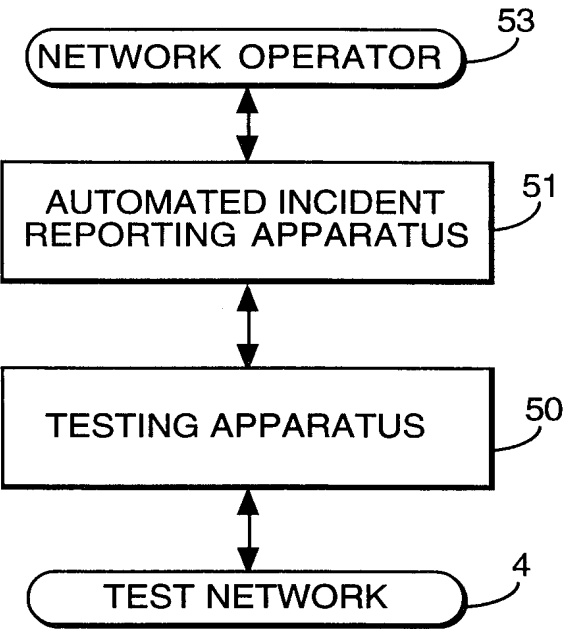 53
NETWORK OPERATOR
51
AUTOMATED INCIDENT
REPORTING APPARATUS
50
TESTING APPARATUS
4
TEST NETWORK